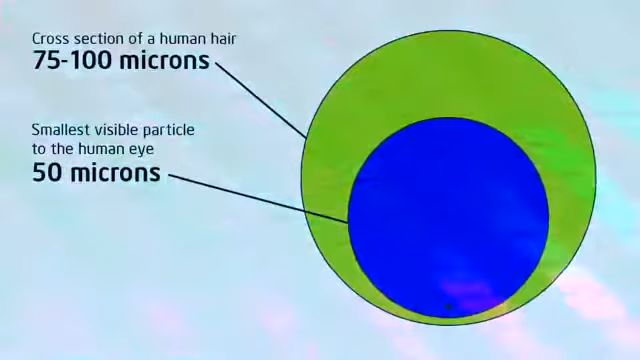 Cross section of a human hair
75-100 microns
Smallest visible particle
to the human eye
50 microns